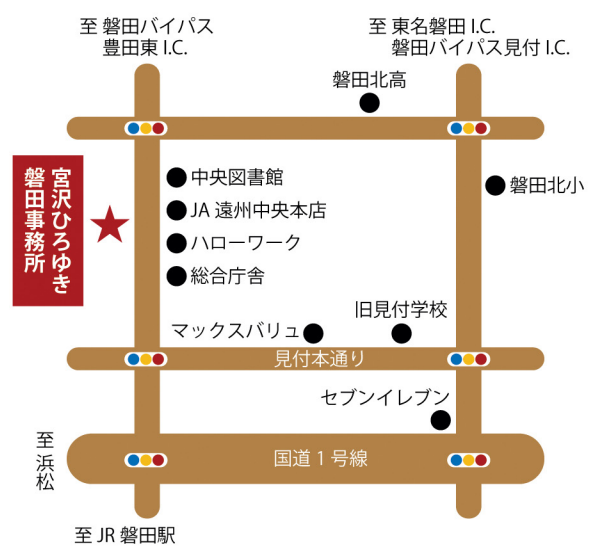 至 磐田バイパス
豊田東 I.C.
至 東名磐田 I.C.
磐田バイパス見付 I.C.
磐田北高
宮沢ひろゆき
磐田事務所
中央図書館
磐田北小
JA 遠州中央本店
ハローワーク
総合庁舎
旧見付学校
マックスバリュ
見付本通り
セブンイレブン
至 浜松
国道 1 号線
至 JR 磐田駅